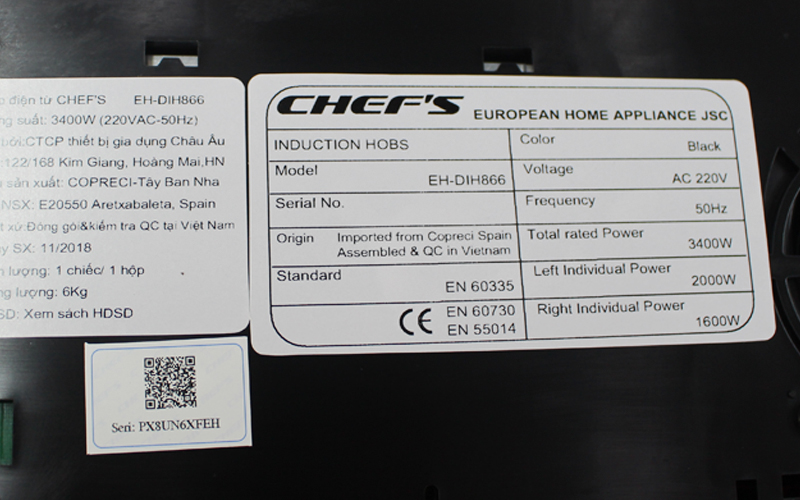 điện từ CHEF'S EH-DIH866
suất: 3400W (220VAC-50Hz)
bởi:CTCP thiết bị gia dụng Châu Âu
:122/168 Kim Giang, Hoàng Mai,HN
sản xuất: COPRECI-Tây Ban Nha
NSX: E20550 Aretxabaleta, Spain
xứ:Đóng gói&kiểm tra QC tại Việt Nam
SX: 11/2018
lượng: 1 chiếc/ 1 hộp
lượng: 6Kg
HDSD: Xem sách HDSD
CHEF'S EUROPEAN HOME APPLIANCE JSC
INDUCTION HOBS
Model EH-DIH866
Serial No.
Origin Imported from Copreci Spain
Assembled & QC in Vietnam
Standard EN 60335
CE EN 60730
EN 55014
Color Black
Voltage AC 220V
Frequency 50Hz
Total rated Power 3400W
Left Individual Power 2000W
Right Individual Power 1600W
Seri: PX8UN6XFEH